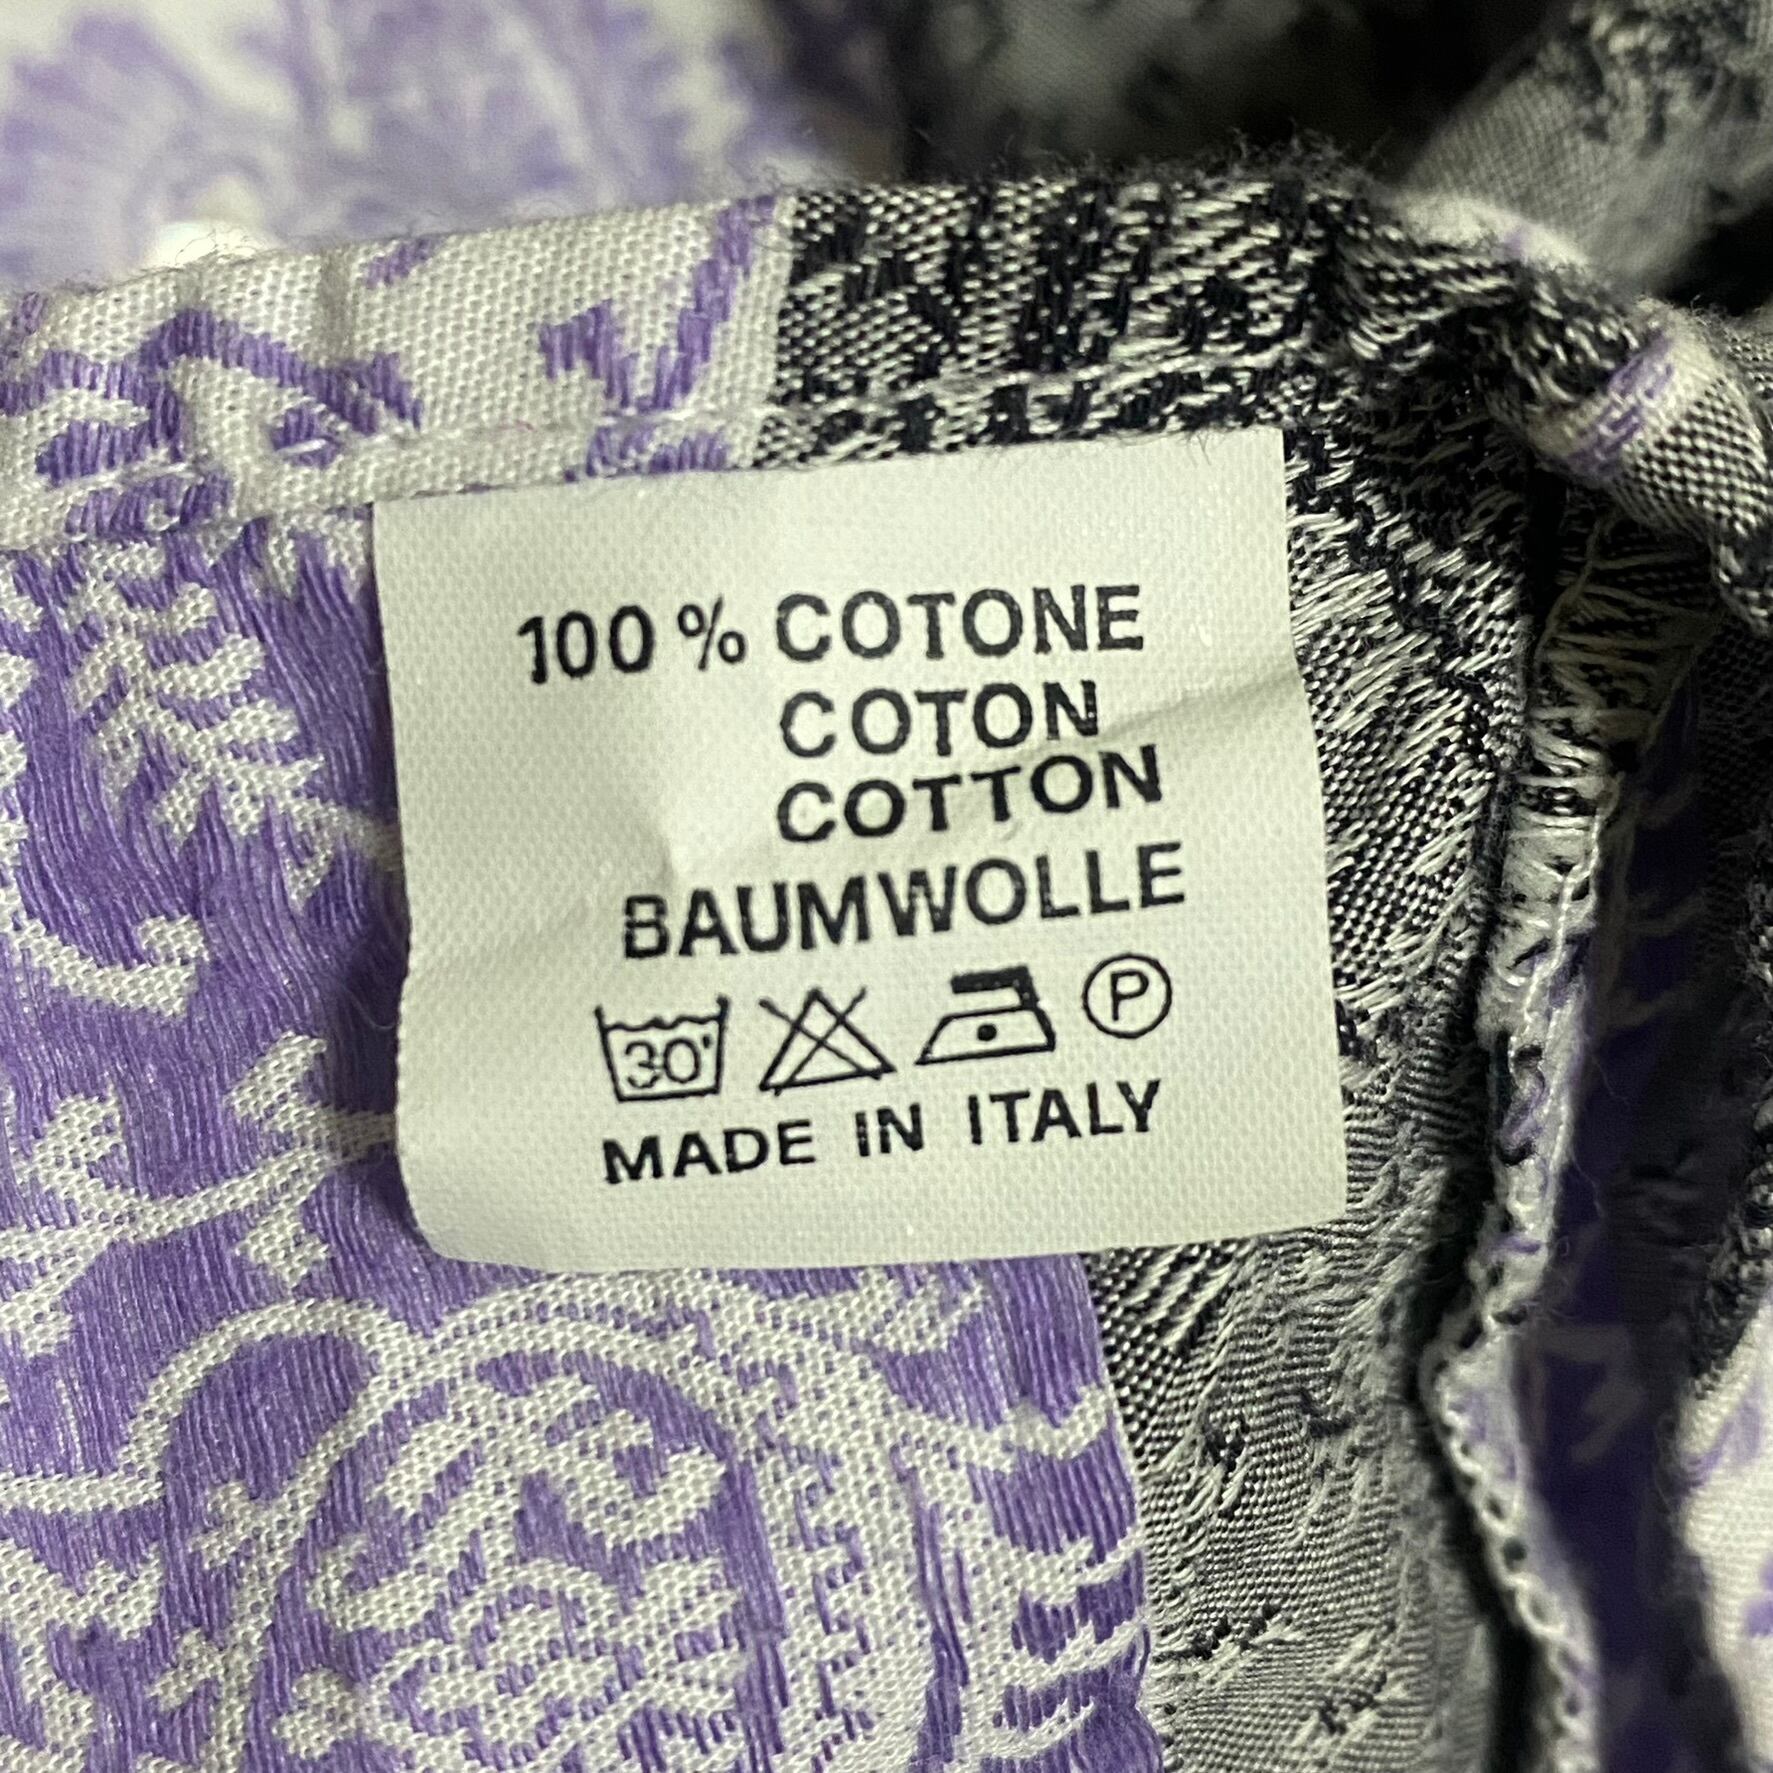 100 % COTONE
COTON
COTTON
BAUMWOLLE
30° P
MADE IN ITALY